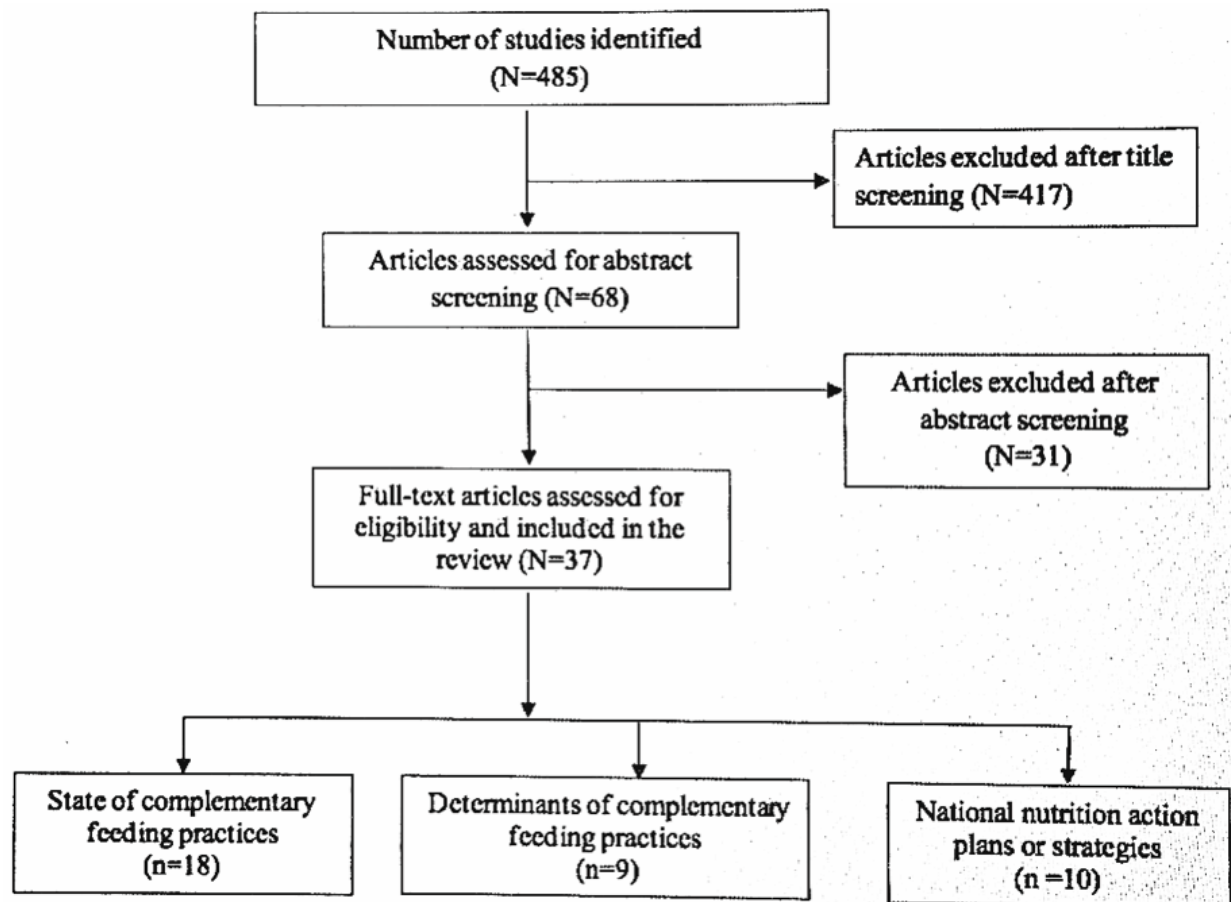 Number of studies identified
(N=485)
Articles excluded after title
screening (N=417)
Articles assessed for abstract
screening (N=68)
Articles excluded after
abstract screening
(N=31)
Full-text articles assessed for
eligibility and included in the
review (N=37)
State of complementary
feeding practices
(n=18)
Determinants of complementary
feeding practices
(n=9)
National nutrition action
plans or strategies
(n =10)